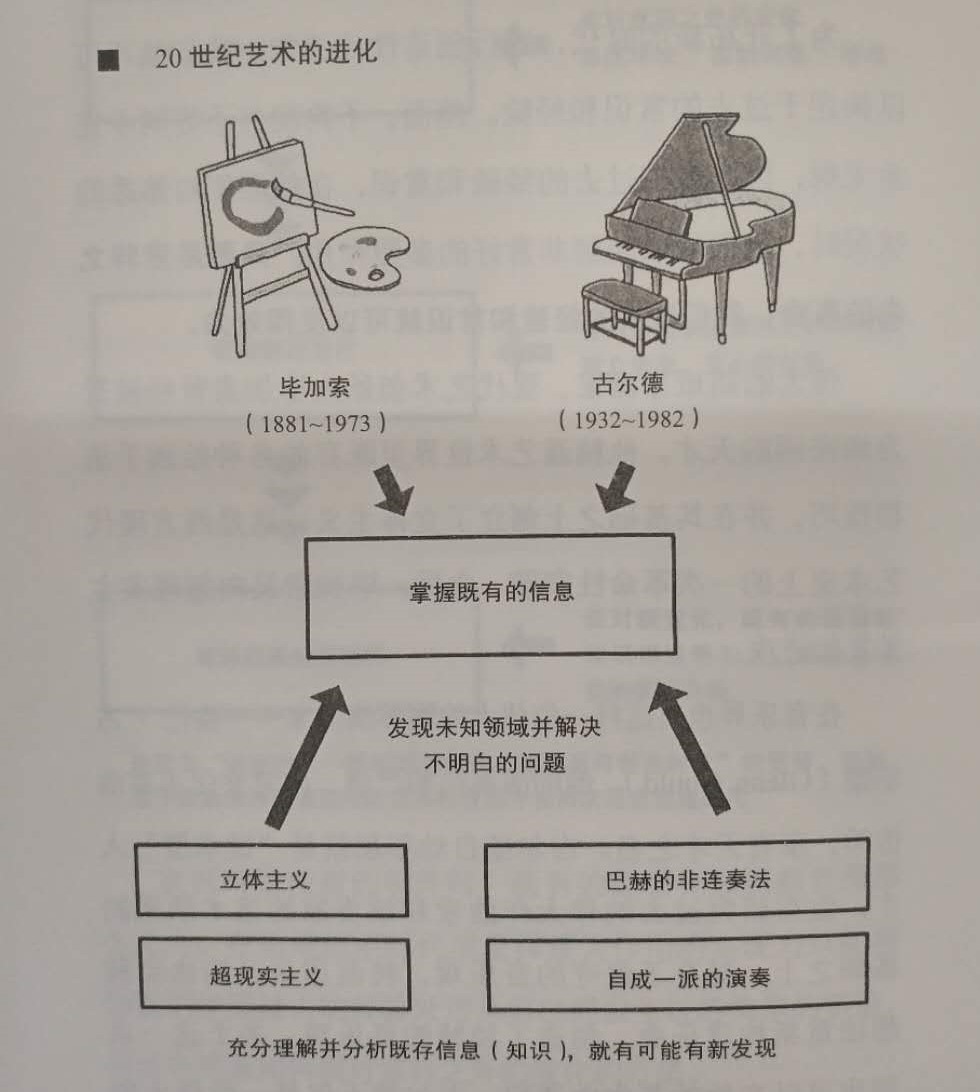 ■ 20世纪艺术的进化
毕加索
（1881~1973）
古尔德
（1932~1982）
掌握既有的信息
发现未知领域并解决
不明白的问题
立体主义
巴赫的非连奏法
超现实主义
自成一派的演奏
充分理解并分析既存信息（知识），就有可能有新发现